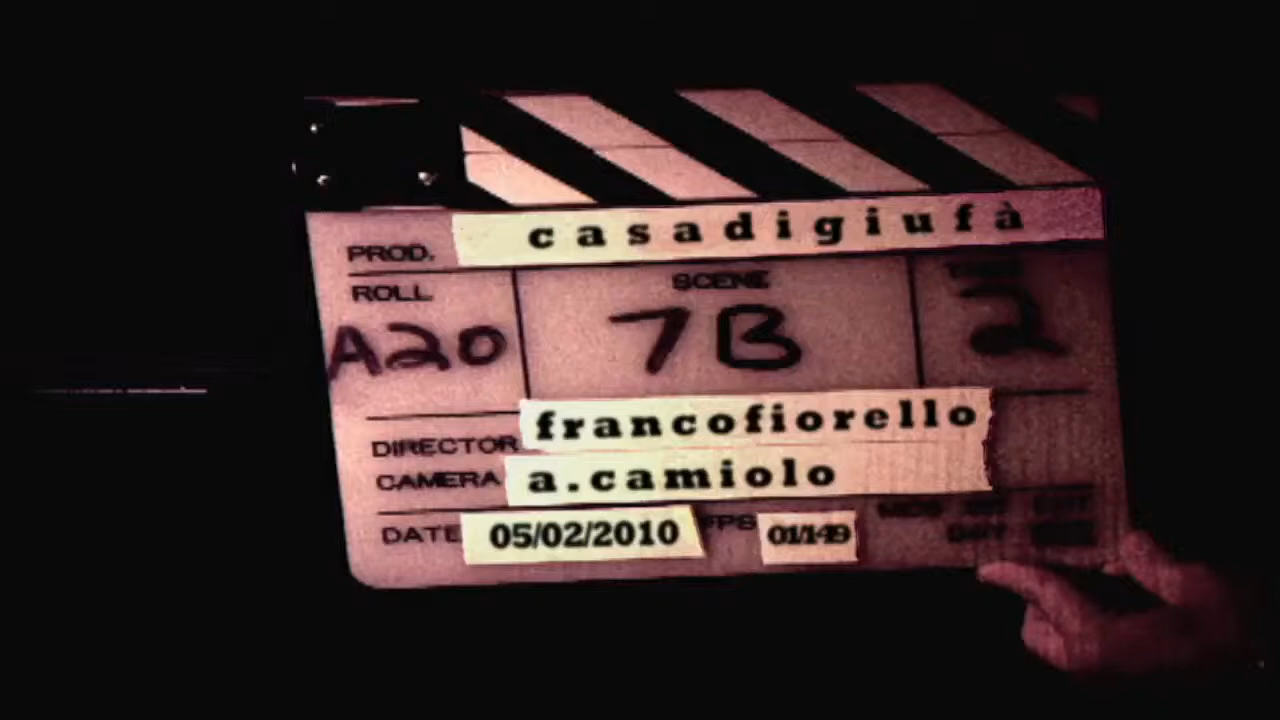 PROD. casadigiufà
ROLL SCENE
A20 7B 2
DIRECTOR francofiorello
CAMERA a.camiolo
DATE 05/02/2010 FPS 01/149